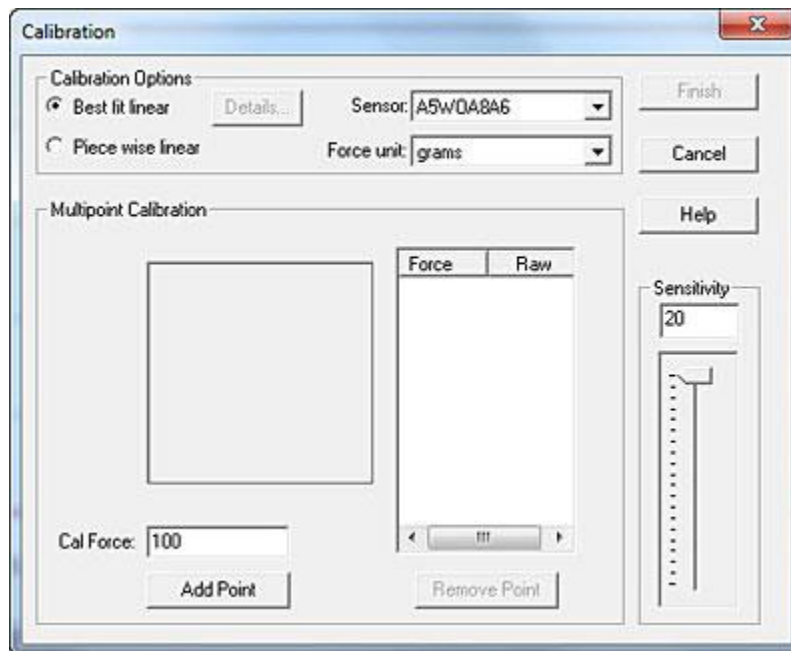 Calibration
Calibration Options
Best fit linear
Details...
Sensor: A5W0A8A6
Piece wise linear
Force unit: grams
Finish
Cancel
Help
Multipoint Calibration
Force Raw
Sensitivity
20
Cal Force: 100
Add Point
Remove Point